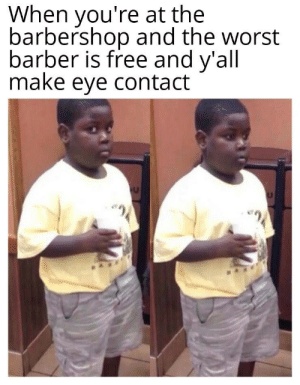 When you're at the
barbershop and the worst
barber is free and y'all
make eye contact